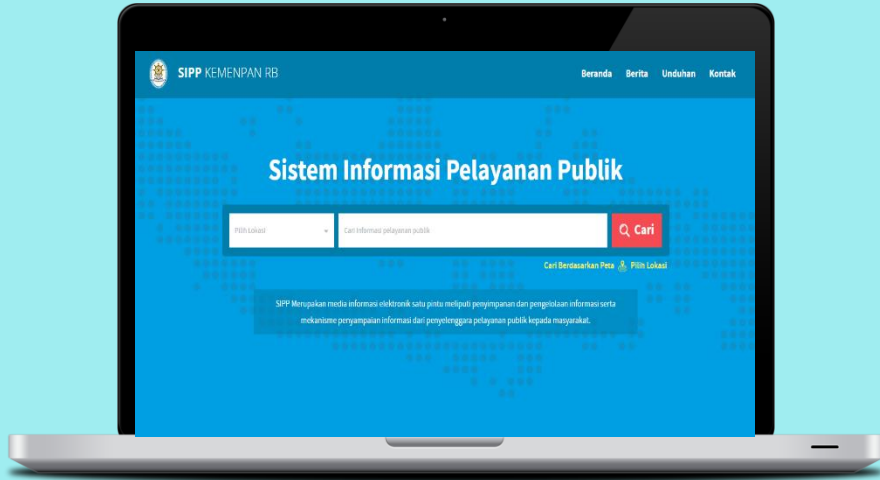 SIPP KEMENPAN RB
Beranda Berita Unduhan Kontak
Sistem Informasi Pelayanan Publik
Pilih Lokasi
Cari informasi pelayanan publik
Cari
Cari Berdasarkan Peta Pilih Lokasi
SIPP Merupakan media informasi elektronik satu pintu meliputi penyimpanan dan pengelolaan informasi serta
mekanisme penyampaian informasi dari penyelenggara pelayanan publik kepada masyarakat.